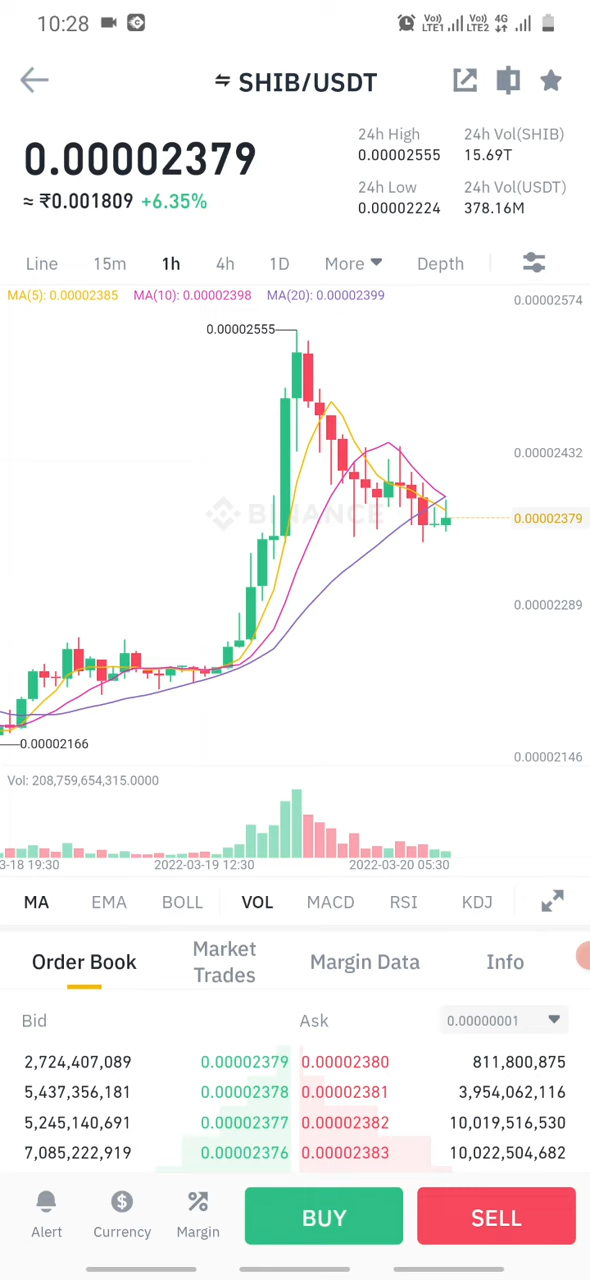 10:28 Vo)) LTE1 Vo)) LTE2 4G
SHIB/USDT
0.00002379
≈ ₹0.001809 +6.35%
24h High 24h Vol(SHIB)
0.00002555 15.69T
24h Low 24h Vol(USDT)
0.00002224 378.16M
Line 15m 1h 4h 1D More Depth
MA(5): 0.00002385 MA(10): 0.00002398 MA(20): 0.00002399
0.00002574
0.00002555
0.00002432
BINANCE
0.00002379
0.00002289
0.00002166
0.00002146
Vol: 208,759,654,315.0000
3-18 19:30 2022-03-19 12:30 2022-03-20 05:30
MA EMA BOLL VOL MACD RSI KDJ
Order Book Market Trades Margin Data Info
Bid Ask 0.00000001
2,724,407,089 0.00002379 0.00002380 811,800,875
5,437,356,181 0.00002378 0.00002381 3,954,062,116
5,245,140,691 0.00002377 0.00002382 10,019,516,530
7,085,222,919 0.00002376 0.00002383 10,022,504,682
Alert Currency Margin BUY SELL